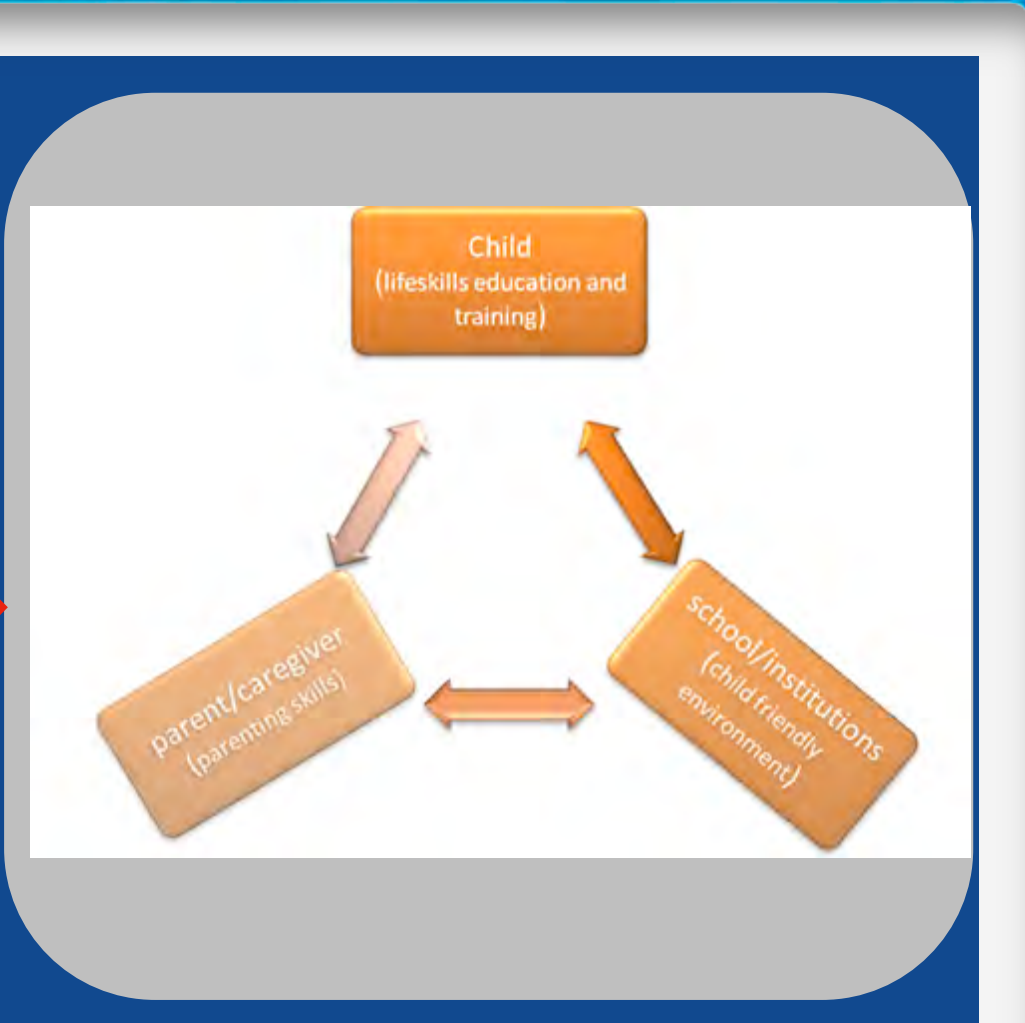 Child
(lifeskills education and
training)
parent/caregiver
(parenting skills)
school/institutions
(child friendly
environment)